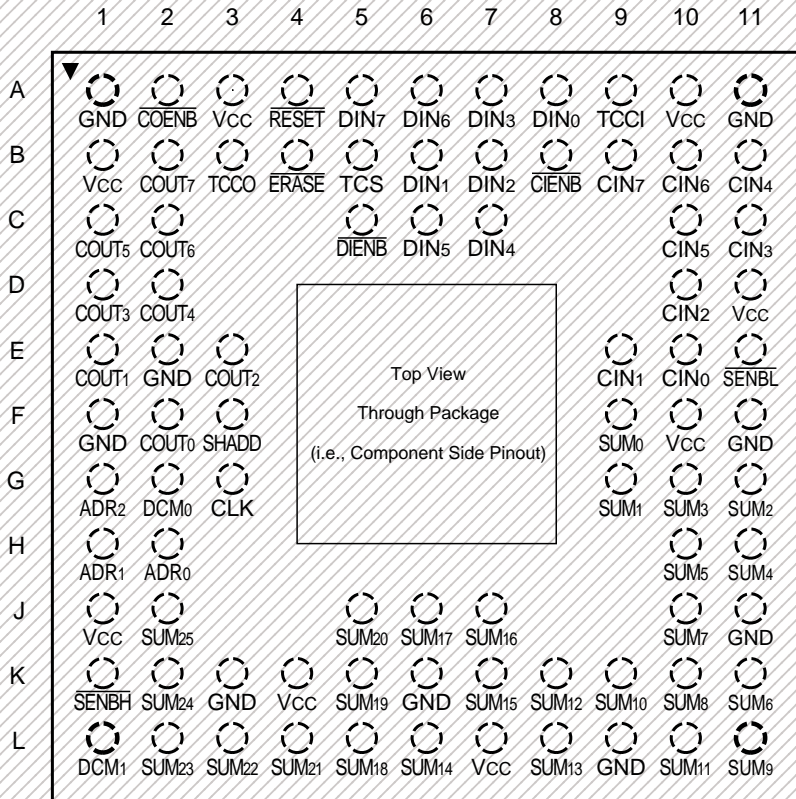 1 2 3 4 5 6 7 8 9 10 11
A
GND COENB VCC RESET DIN7 DIN6 DIN3 DIN0 TCCI VCC GND
B
VCC COUT7 TCCO ERASE TCS DIN1 DIN2 CIENB CIN7 CIN6 CIN4
C
COUT5 COUT6 DIENB DIN5 DIN4 CIN5 CIN3
D
COUT3 COUT4 CIN2 VCC
E
COUT1 GND COUT2 CIN1 CIN0 SENBL
Top View
Through Package
(i.e., Component Side Pinout)
F
GND COUT0 SHADD SUM0 VCC GND
G
ADR2 DCM0 CLK SUM1 SUM3 SUM2
H
ADR1 ADR0 SUM5 SUM4
J
VCC SUM25 SUM20 SUM17 SUM16 SUM7 GND
K
SENBH SUM24 GND VCC SUM19 GND SUM15 SUM12 SUM10 SUM8 SUM6
L
DCM1 SUM23 SUM22 SUM21 SUM18 SUM14 VCC SUM13 GND SUM11 SUM9